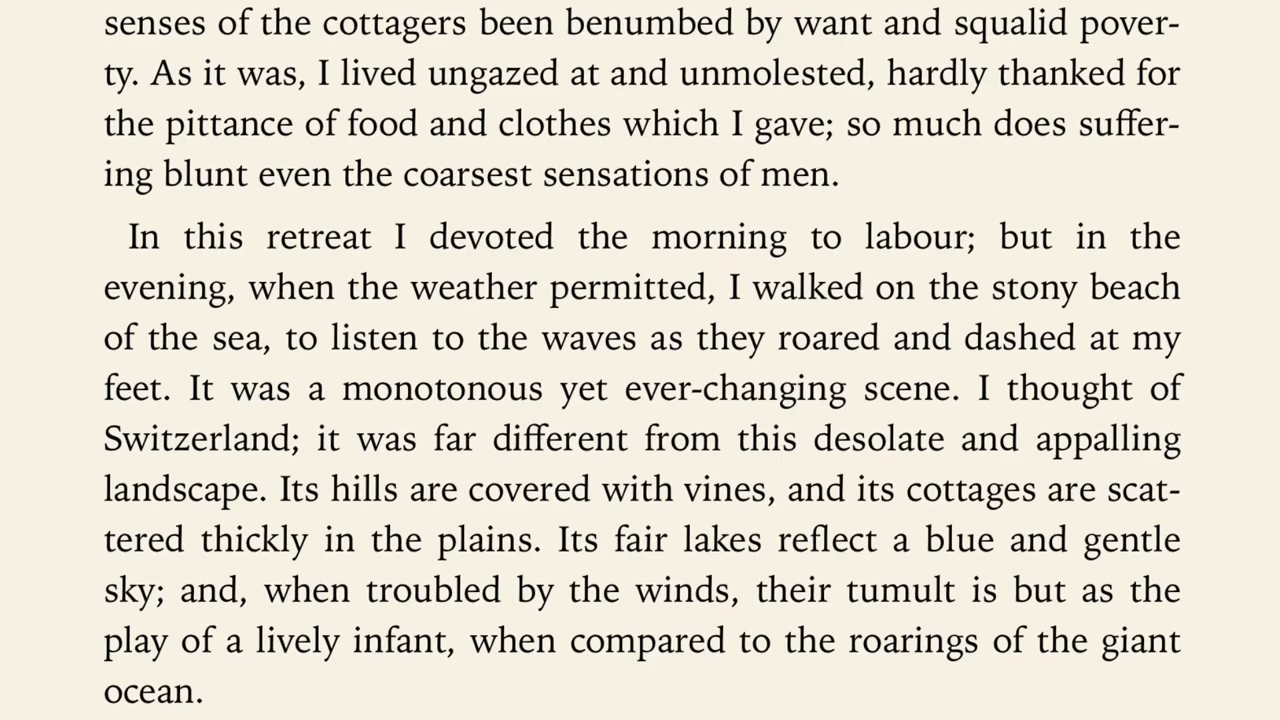 senses of the cottagers been benumbed by want and squalid pover-
ty. As it was, I lived ungazed at and unmolested, hardly thanked for
the pittance of food and clothes which I gave; so much does suffer-
ing blunt even the coarsest sensations of men.
In this retreat I devoted the morning to labour; but in the
evening, when the weather permitted, I walked on the stony beach
of the sea, to listen to the waves as they roared and dashed at my
feet. It was a monotonous yet ever-changing scene. I thought of
Switzerland; it was far different from this desolate and appalling
landscape. Its hills are covered with vines, and its cottages are scat-
tered thickly in the plains. Its fair lakes reflect a blue and gentle
sky; and, when troubled by the winds, their tumult is but as the
play of a lively infant, when compared to the roarings of the giant
ocean.